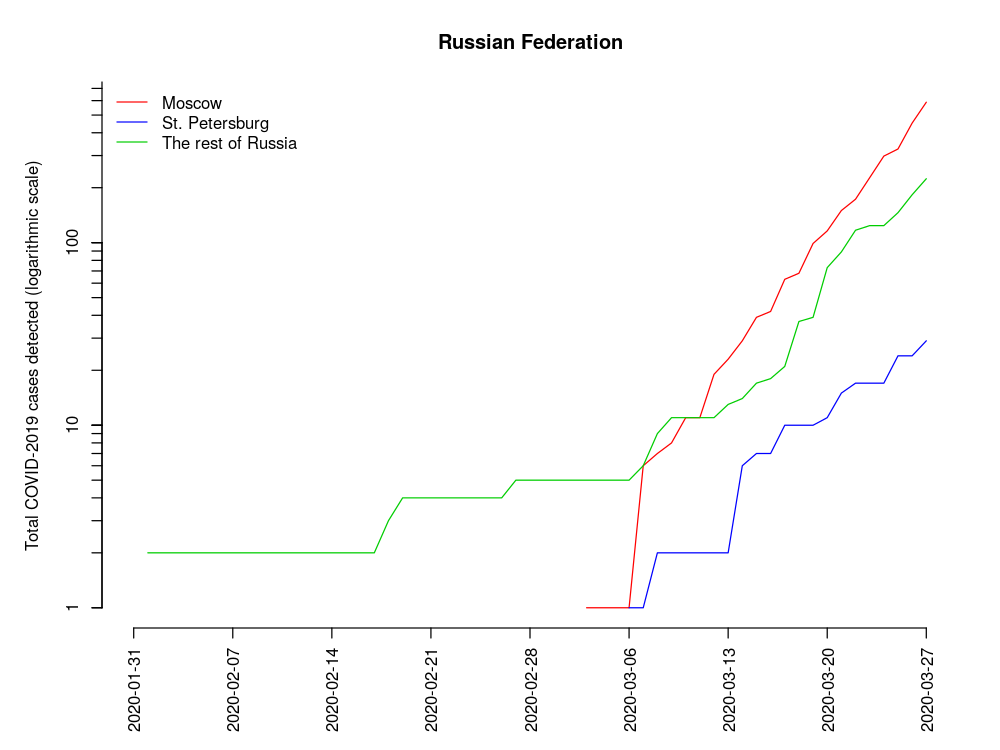 Russian Federation
Moscow
St. Petersburg
The rest of Russia
Total COVID-2019 cases detected (logarithmic scale)
100
10
1
2020-01-31
2020-02-07
2020-02-14
2020-02-21
2020-02-28
2020-03-06
2020-03-13
2020-03-20
2020-03-27